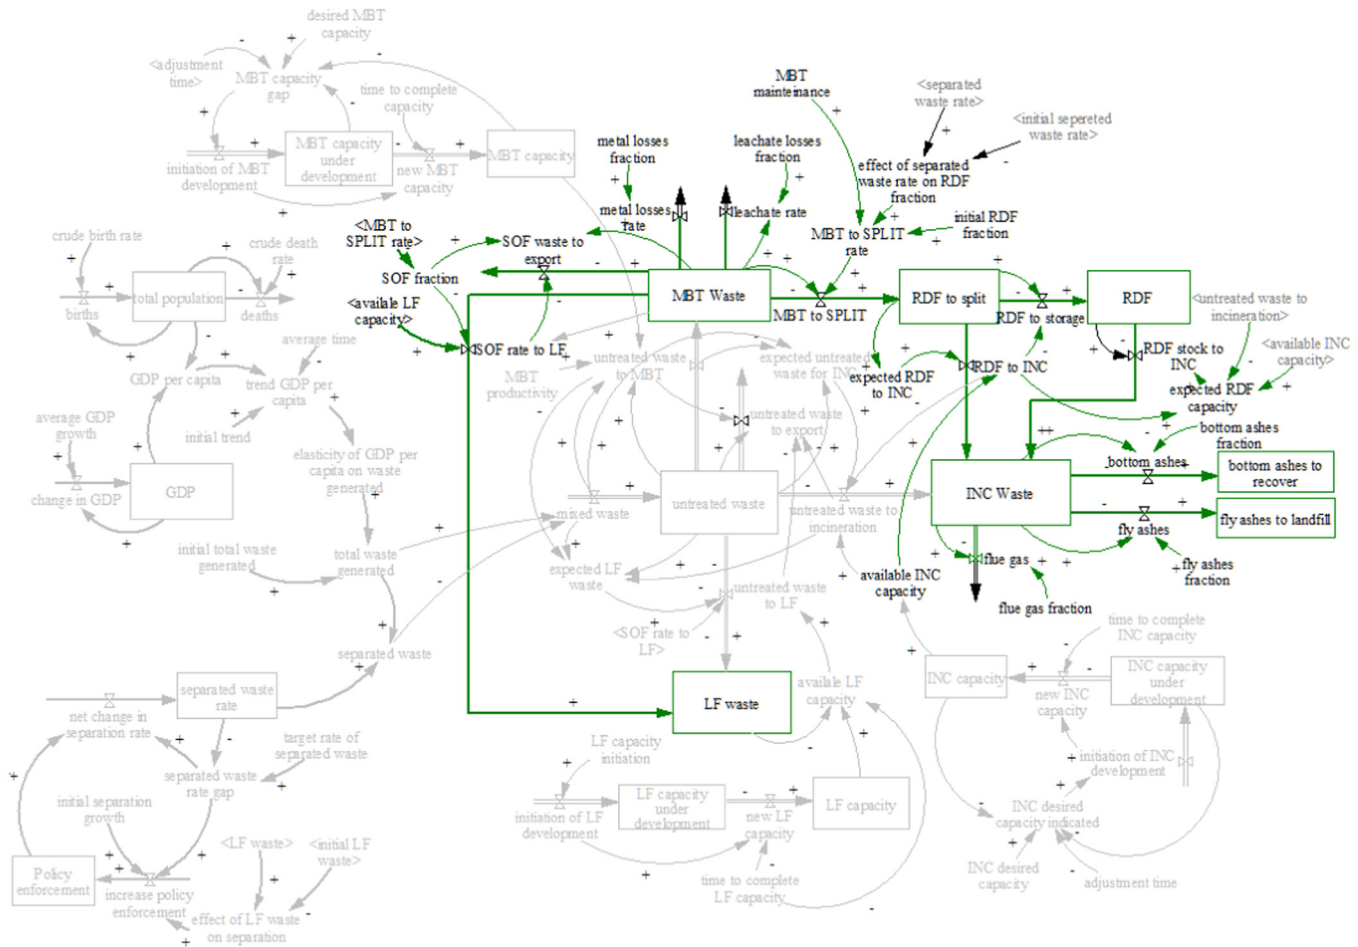 desired MBT
capacity
<adjustment
time>
MBT capacity
gap
time to complete
capacity
MBT capacity
under
development
MBT capacity
initiation of MBT
development
new MBT
capacity
MBT
mainteinance
<separated
waste rate>
<initial sepereted
waste rate>
metal losses
fraction
leachate losses
fraction
effect of separated
waste rate on RDF
fraction
metal losses
rate
leachate rate
initial RDF
fraction
MBT to SPLIT
rate
<MBT to
SPLIT rate>
SOF waste to
export
SOF fraction
<availale LF
capacity>
SOF rate to LF
MBT Waste
MBT to SPLIT
RDF to split
RDF to storage
RDF
<untreated waste to
incineration>
<available INC
capacity>
RDF stock to
INC
expected RDF
capacity
expected RDF
to INC
RDF to INC
crude birth rate
crude death
rate
total population
births
deaths
average time
GDP per capita
trend GDP per
capita
average GDP
growth
initial trend
elasticity of GDP per
capita on waste
generated
change in GDP
GDP
MBT
productivity
untreated waste
to MBT
expected untreated
waste for INC
untreated waste
to export
untreated waste
mixed waste
untreated waste to
incineration
INC Waste
bottom ashes
fraction
bottom ashes
bottom ashes to
recover
fly ashes to landfill
fly ashes
fly ashes
fraction
flue gas
flue gas fraction
available INC
capacity
initial total waste
generated
total waste
generated
expected LF
waste
untreated waste
to LF
<SOF rate to
LF>
separated waste
separated waste
rate
net change in
separation rate
target rate of
separated waste
separated waste
rate gap
initial separation
growth
Policy
enforcement
increase policy
enforcement
<LF waste>
<initial LF
waste>
effect of LF waste
on separation
LF waste
availale LF
capacity
LF capacity
initiation
LF capacity
under
development
LF capacity
initiation of LF
development
new LF
capacity
time to complete
LF capacity
time to complete
INC capacity
INC capacity
INC capacity
under
development
new INC
capacity
initiation of INC
development
INC desired
capacity indicated
INC desired
capacity
adjustment time